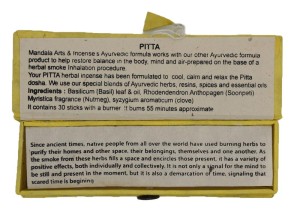 PITTA
Mandala Arts & Incense's Ayurvedic formula works with our other Ayurvedic formula
product to help restore balance in the body, mind and air-prepared on the base of a
herbal smoke inhalation procedure.
Your PITTA herbal incense has been formulated to cool, calm and relax the Pitta
dosha. We use our special blends of Ayurvedic herbs, resins, spices and essential oils
Ingredients : Basilicum (Basil) leaf & oil, Rhodendendron Anthopagan (Soonpati)
Myristica fragrance (Nutmeg), syzygium aromaticum (clove)
It contains 30 sticks with a burner. It burns 55 minutes approximate
Since ancient times, native people from all over the world have used burning herbs to
purify their homes and other space, their belongings, themselves and one another. As
the smoke from these herbs fills a space and encircles those present, it has a variety of
positive effects, both individually and collectively. It is not only a signal for the mind to
be still and present in the moment, but it is also a demarcation of time, signaling that
scared time is begining